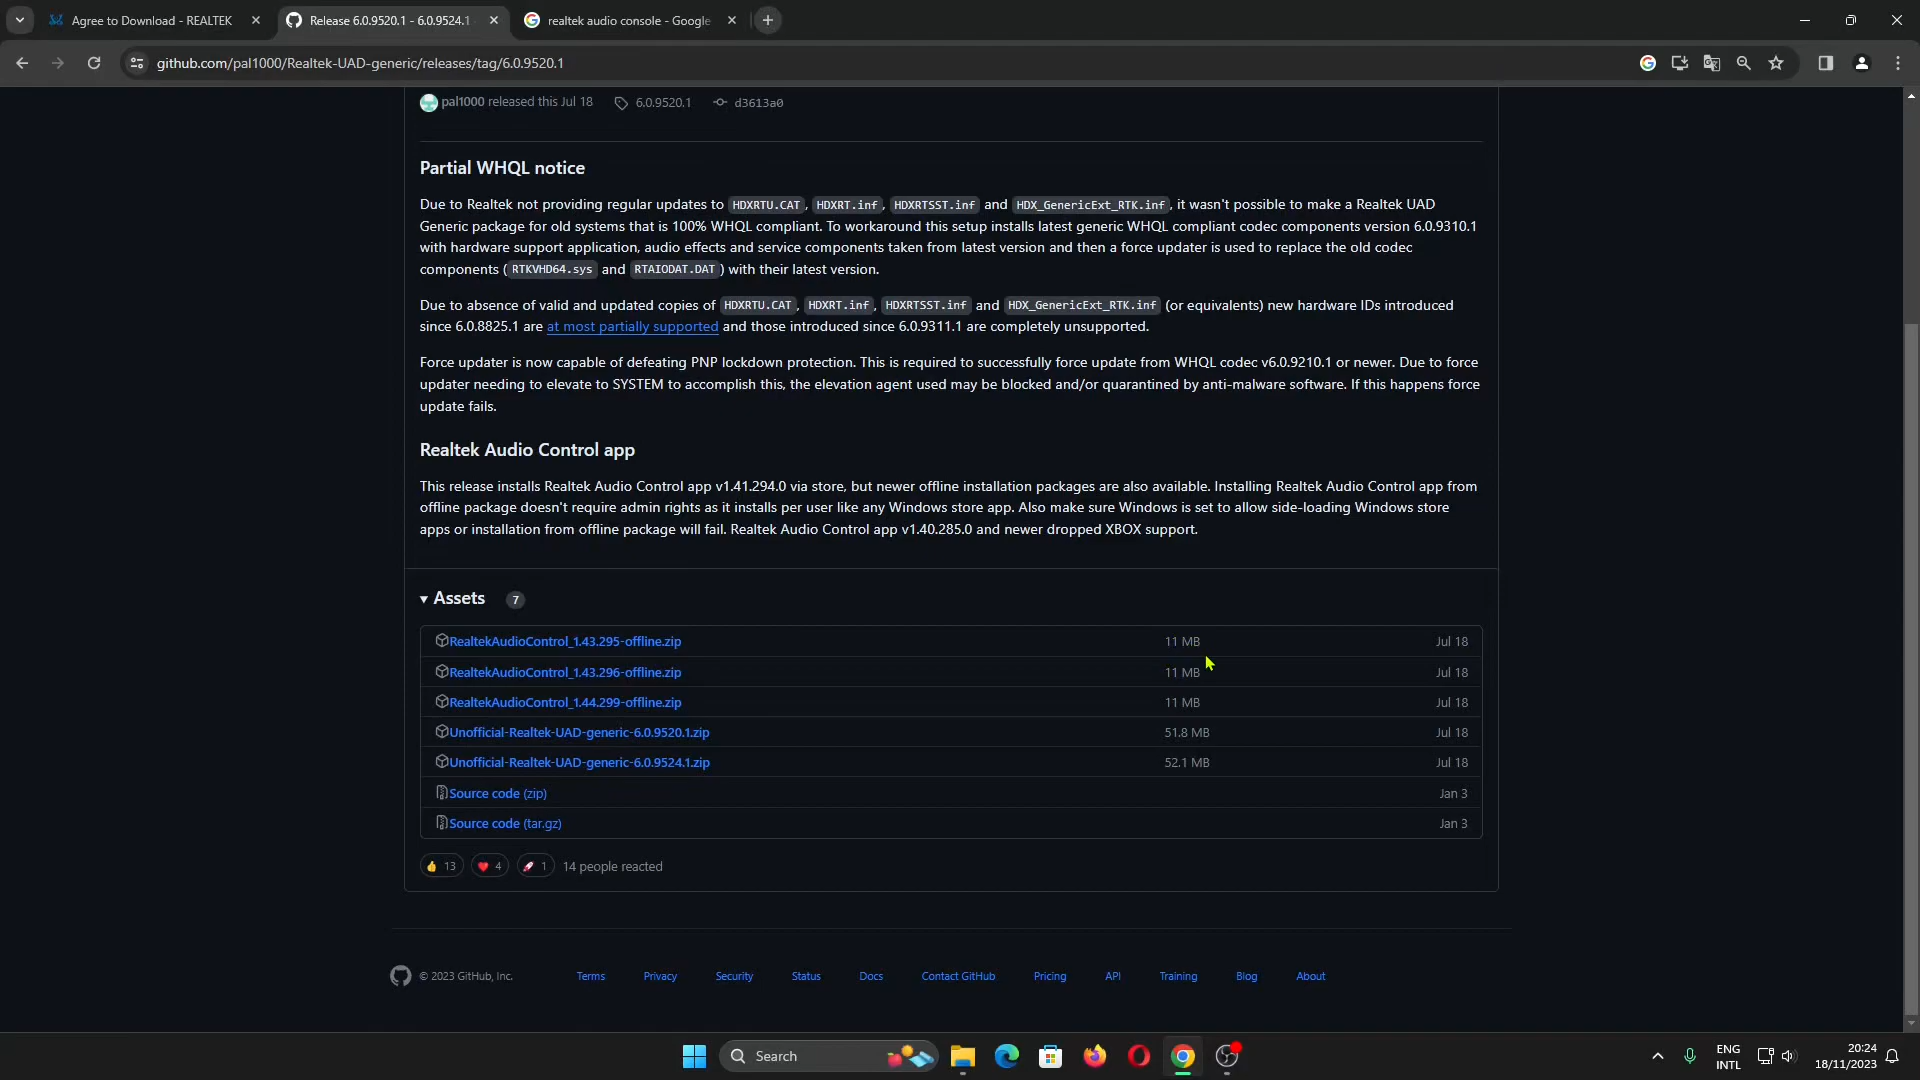 Agree to Download - REALTEK
Release 6.0.9520.1 - 6.0.9524.1
realtek audio console - Google
github.com/pal1000/Realtek-UAD-generic/releases/tag/6.0.9520.1
pal1000 released this Jul 18 6.0.9520.1 d3613a0
Partial WHQL notice
Due to Realtek not providing regular updates to HDXRTU.CAT, HDXRT.inf, HDXRTSST.inf and HDX_GenericExt_RTK.inf, it wasn't possible to make a Realtek UAD
Generic package for old systems that is 100% WHQL compliant. To workaround this setup installs latest generic WHQL compliant codec components version 6.0.9310.1
with hardware support application, audio effects and service components taken from latest version and then a force updater is used to replace the old codec
components (RTKVHD64.sys and RTAIODAT.DAT) with their latest version.
Due to absence of valid and updated copies of HDXRTU.CAT, HDXRT.inf, HDXRTSST.inf and HDX_GenericExt_RTK.inf (or equivalents) new hardware IDs introduced
since 6.0.8825.1 are at most partially supported and those introduced since 6.0.9311.1 are completely unsupported.
Force updater is now capable of defeating PNP lockdown protection. This is required to successfully force update from WHQL codec v6.0.9210.1 or newer. Due to force
updater needing to elevate to SYSTEM to accomplish this, the elevation agent used may be blocked and/or quarantined by anti-malware software. If this happens force
update fails.
Realtek Audio Control app
This release installs Realtek Audio Control app v1.41.294.0 via store, but newer offline installation packages are also available. Installing Realtek Audio Control app from
offline package doesn't require admin rights as it installs per user like any Windows store app. Also make sure Windows is set to allow side-loading Windows store
apps or installation from offline package will fail. Realtek Audio Control app v1.40.285.0 and newer dropped XBOX support.
Assets 7
RealtekAudioControl_1.43.295-offline.zip 11 MB Jul 18
RealtekAudioControl_1.43.296-offline.zip 11 MB Jul 18
RealtekAudioControl_1.44.299-offline.zip 11 MB Jul 18
Unofficial-Realtek-UAD-generic-6.0.9520.1.zip 51.8 MB Jul 18
Unofficial-Realtek-UAD-generic-6.0.9524.1.zip 52.1 MB Jul 18
Source code (zip) Jan 3
Source code (tar.gz) Jan 3
13 4 1 14 people reacted
© 2023 GitHub, Inc. Terms Privacy Security Status Docs Contact GitHub Pricing API Training Blog About
Search
ENG 20:24
INTL 18/11/2023